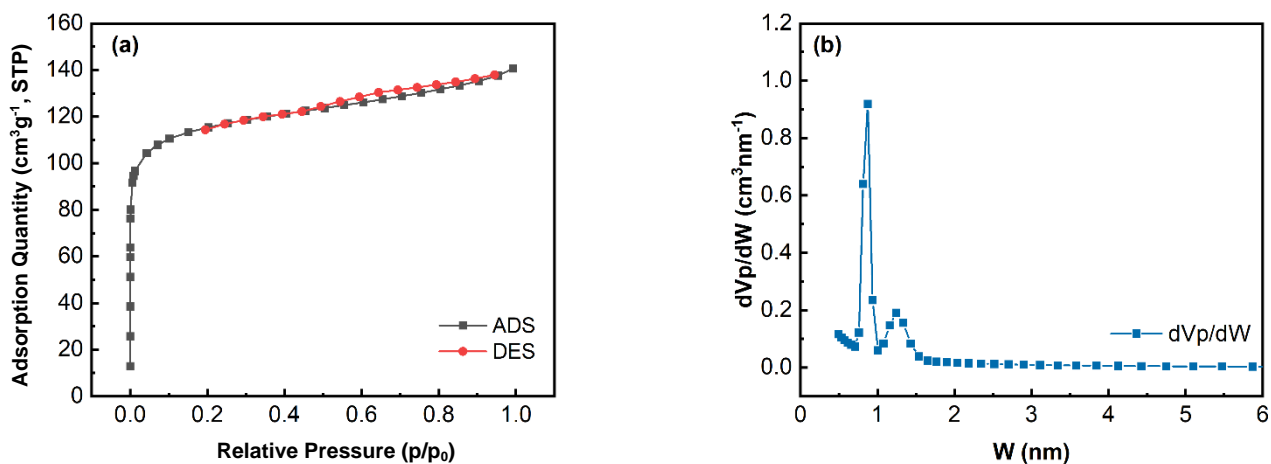 (a)
160
140
120
100
80
60
40
20
0
Adsorption Quantity (cm³g⁻¹, STP)
ADS
DES
0.0 0.2 0.4 0.6 0.8 1.0
Relative Pressure (p/p₀)
(b)
1.2
1.0
0.8
0.6
0.4
0.2
0.0
dVp/dW (cm³nm⁻¹)
dVp/dW
0 1 2 3 4 5 6
W (nm)